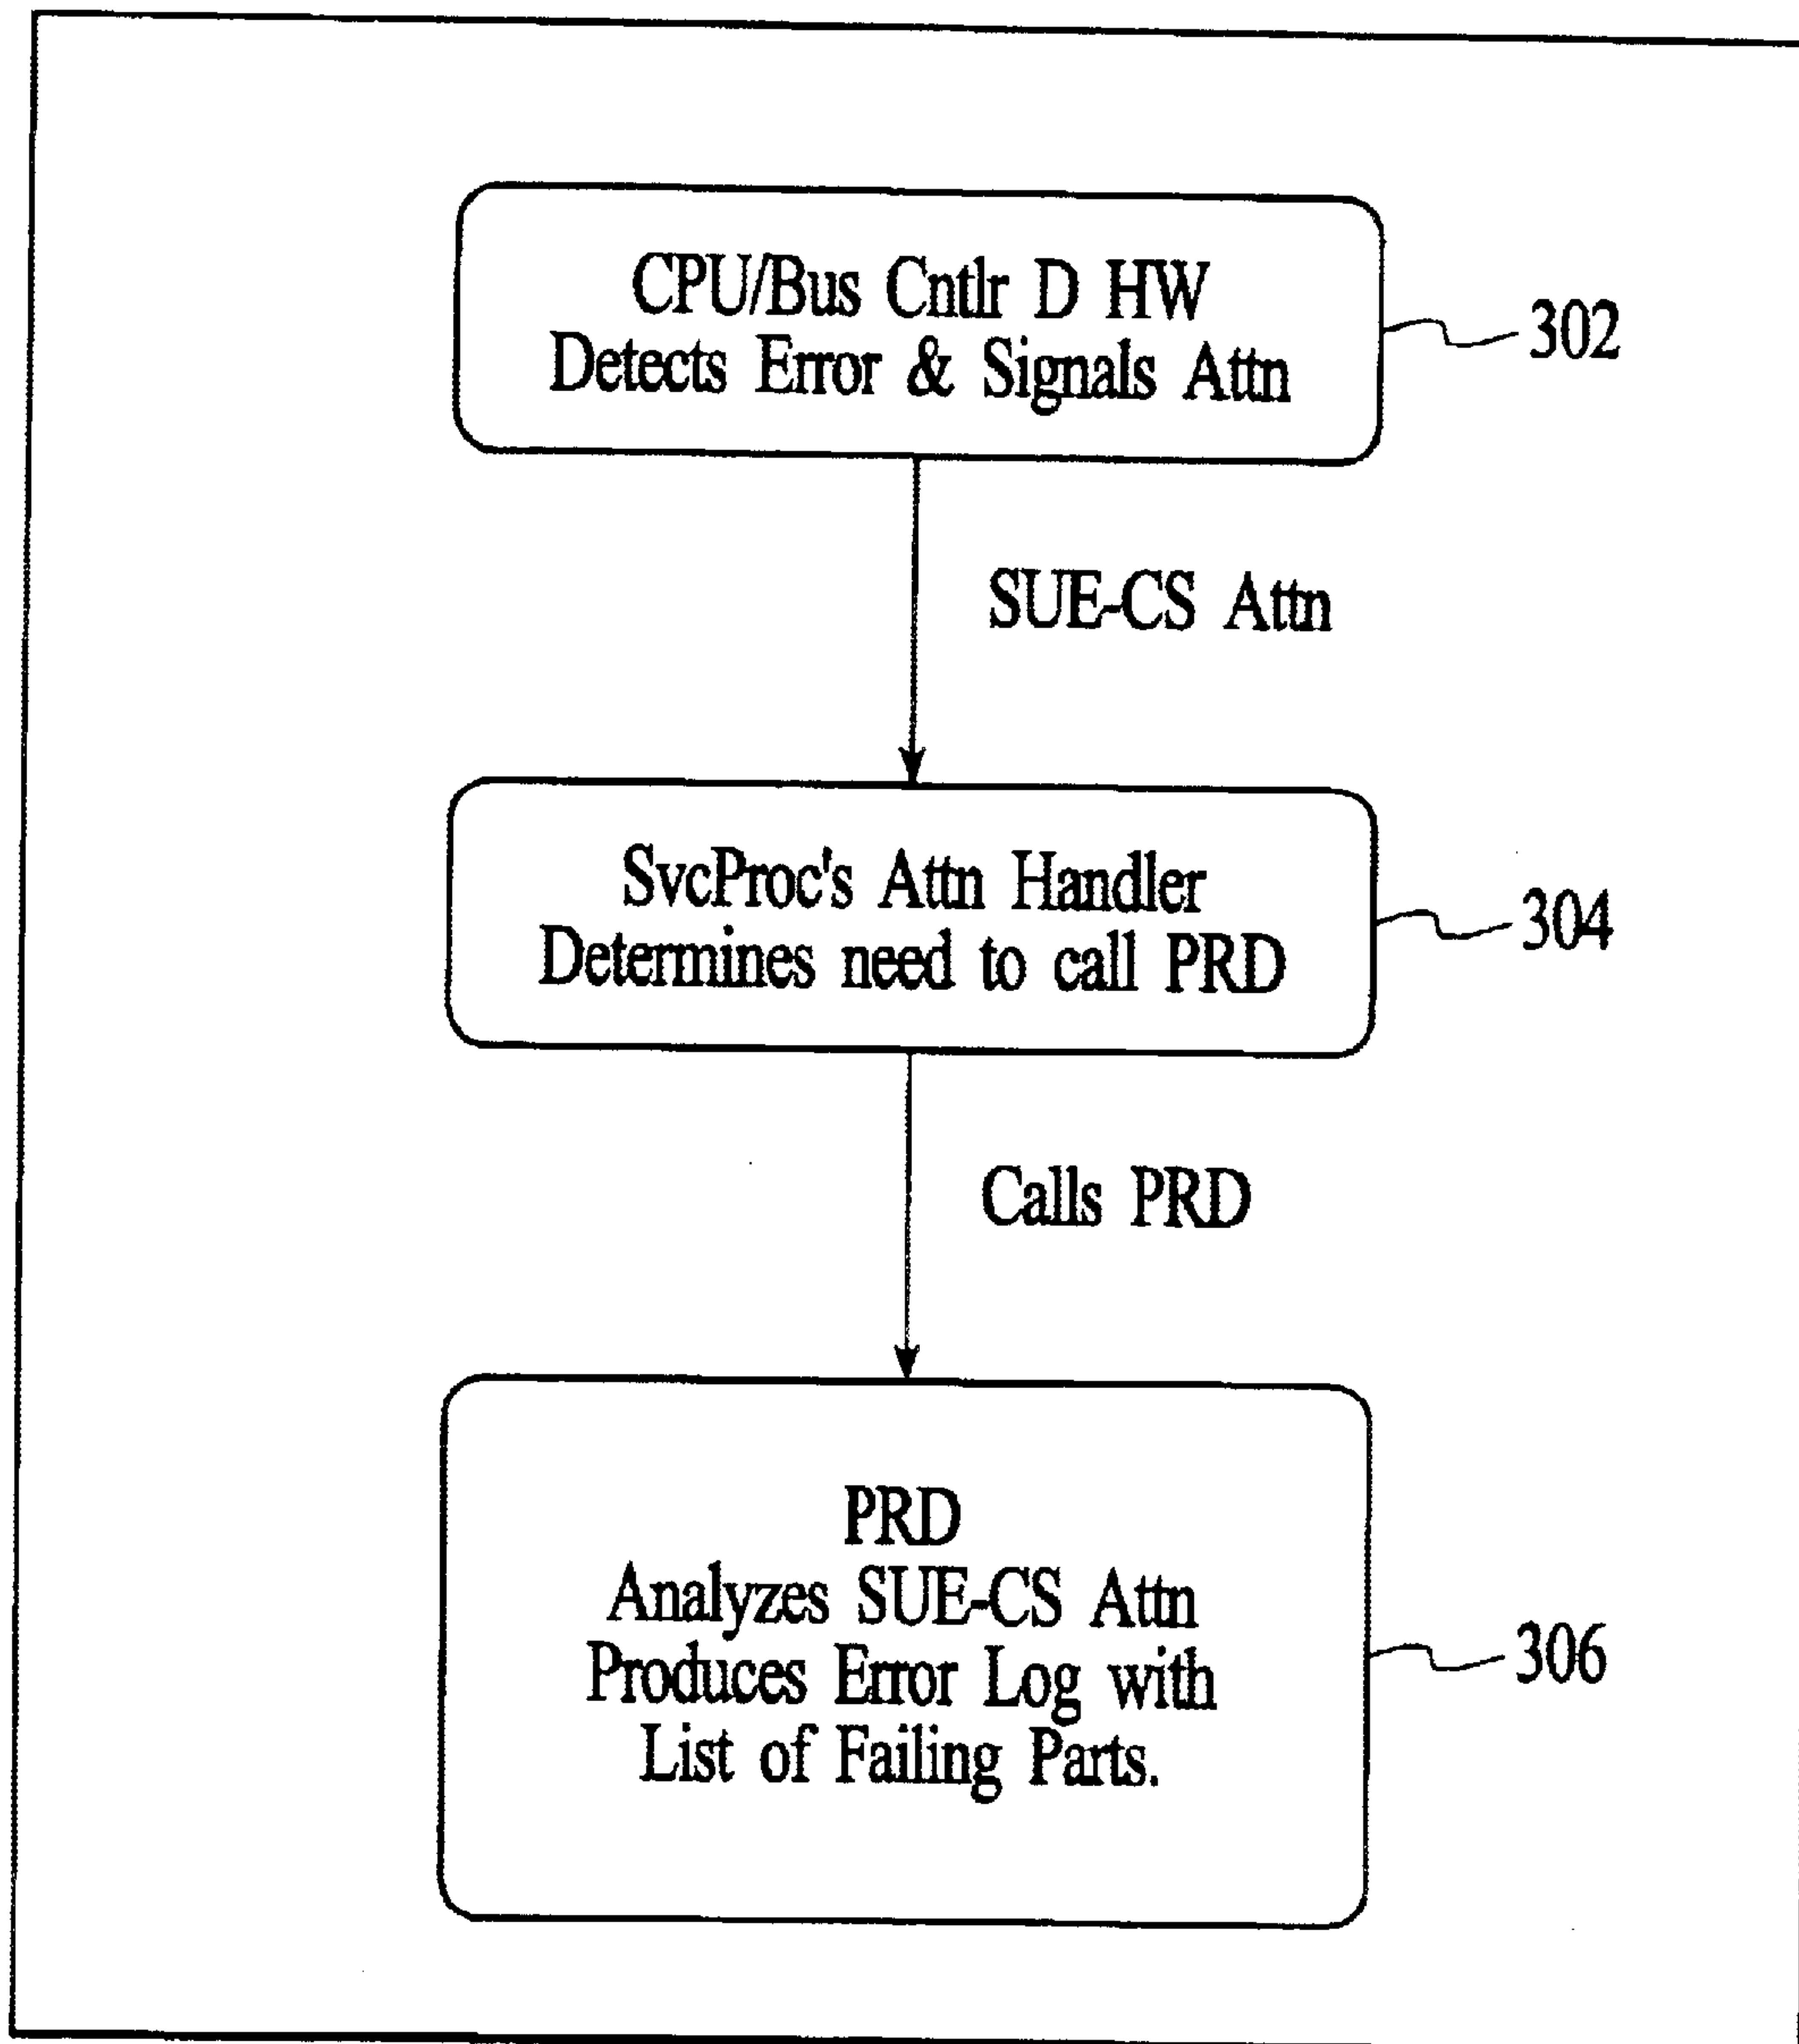 CPU/Bus Cntlr D HW
Detects Error & Signals Attn
302
SUE-CS Attn
SvcProc's Attn Handler
Determines need to call PRD
304
Calls PRD
PRD
Analyzes SUE-CS Attn
Produces Error Log with
List of Failing Parts.
306